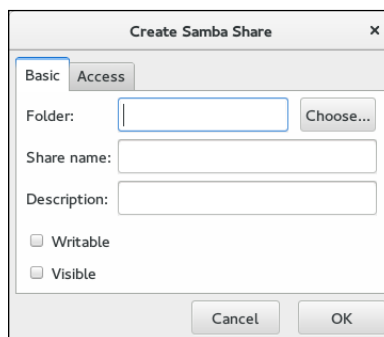 Create Samba Share ×
Basic Access
Folder: Choose...
Share name:
Description:
Writable
Visible
Cancel OK